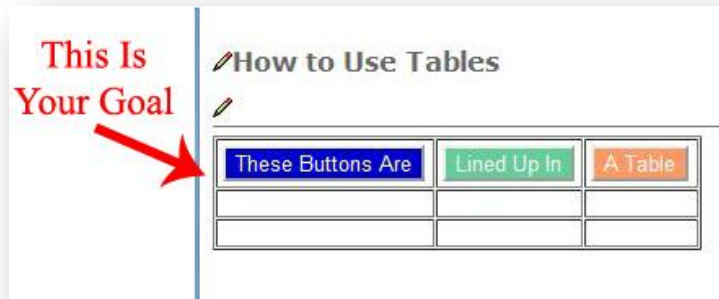 This Is
Your Goal
How to Use Tables
These Buttons Are Lined Up In A Table